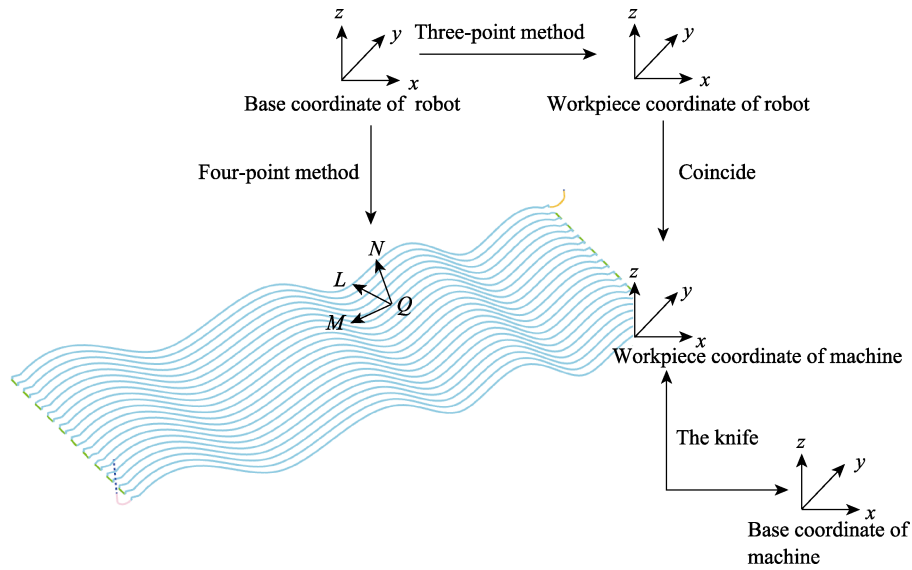 z
y
x
Base coordinate of robot
Three-point method
z
y
x
Workpiece coordinate of robot
Four-point method
Coincide
N
L
Q
M
z
y
x
Workpiece coordinate of machine
The knife
z
y
x
Base coordinate of
machine